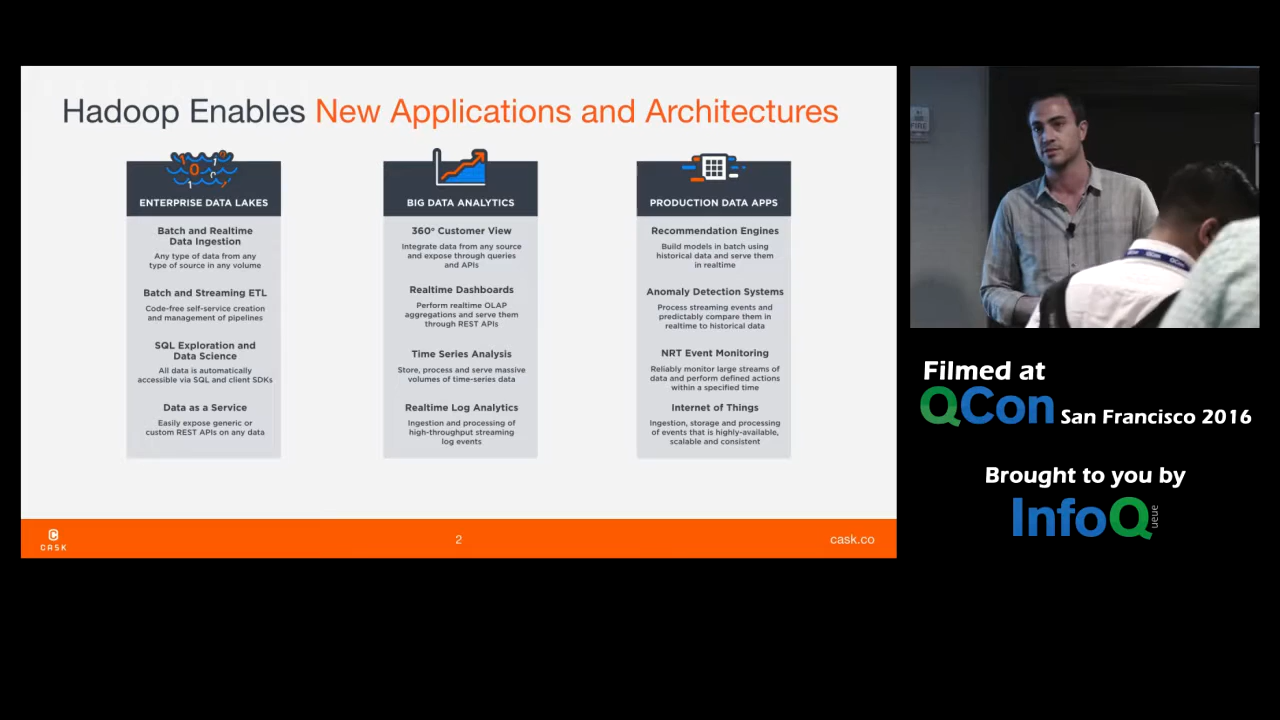 Hadoop Enables New Applications and Architectures
ENTERPRISE DATA LAKES
Batch and Realtime
Data Ingestion
Any type of data from any
type of source in any volume
Batch and Streaming ETL
Code-free self-service creation
and management of pipelines
SQL Exploration and
Data Science
All data is automatically
accessible via SQL and client SDKs
Data as a Service
Easily expose generic or
custom REST APIs on any data
BIG DATA ANALYTICS
360° Customer View
Integrate data from any source
and expose through queries
and APIs
Realtime Dashboards
Perform realtime OLAP
aggregations and serve them
through REST APIs
Time Series Analysis
Store, process and serve massive
volumes of time-series data
Realtime Log Analytics
Ingestion and processing of
high-throughput streaming
log events
PRODUCTION DATA APPS
Recommendation Engines
Build models in batch using
historical data and serve them
in realtime
Anomaly Detection Systems
Process streaming events and
predictably compare them in
realtime to historical data
NRT Event Monitoring
Reliably monitor large streams of
data and perform defined actions
within a specified time
Internet of Things
Ingestion, storage and processing
of events that is highly-available,
scalable and consistent
CASK
2
cask.co
FIRE
QCon
Filmed at
QCon San Francisco 2016
Brought to you by
InfoQueue